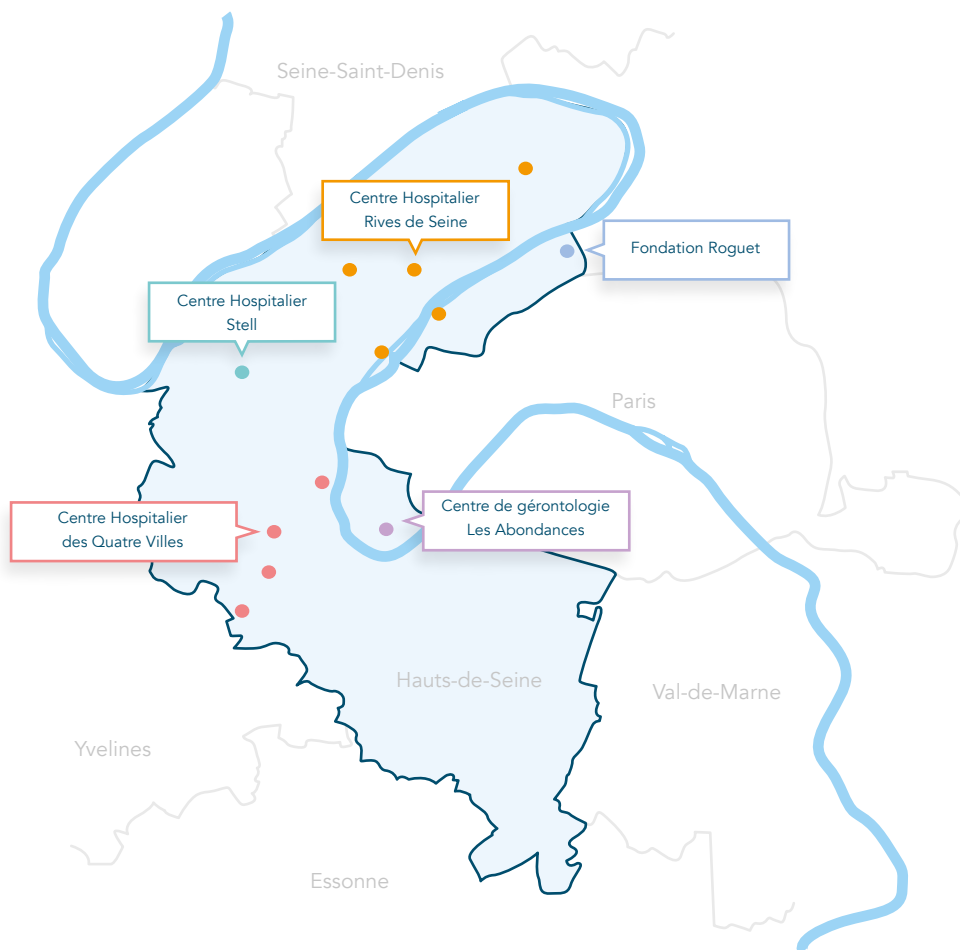 Seine-Saint-Denis
Centre Hospitalier
Rives de Seine
Fondation Roguet
Centre Hospitalier
Stell
Paris
Centre de gérontologie
Les Abondances
Centre Hospitalier
des Quatre Villes
Hauts-de-Seine
Val-de-Marne
Yvelines
Essonne